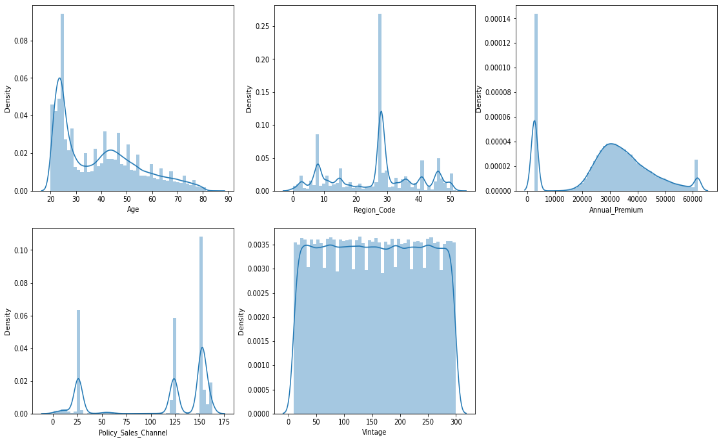 Density
0.08
0.06
0.04
0.02
0.00
20 30 40 50 60 70 80 90
Age
Density
0.25
0.20
0.15
0.10
0.05
0.00
0 10 20 30 40 50
Region_Code
Density
0.00014
0.00012
0.00010
0.00008
0.00006
0.00004
0.00002
0.00000
0 10000 20000 30000 40000 50000 60000
Annual_Premium
Density
0.10
0.08
0.06
0.04
0.02
0.00
0 25 50 75 100 125 150 175
Policy_Sales_Channel
Density
0.0035
0.0030
0.0025
0.0020
0.0015
0.0010
0.0005
0.0000
0 50 100 150 200 250 300
Vintage